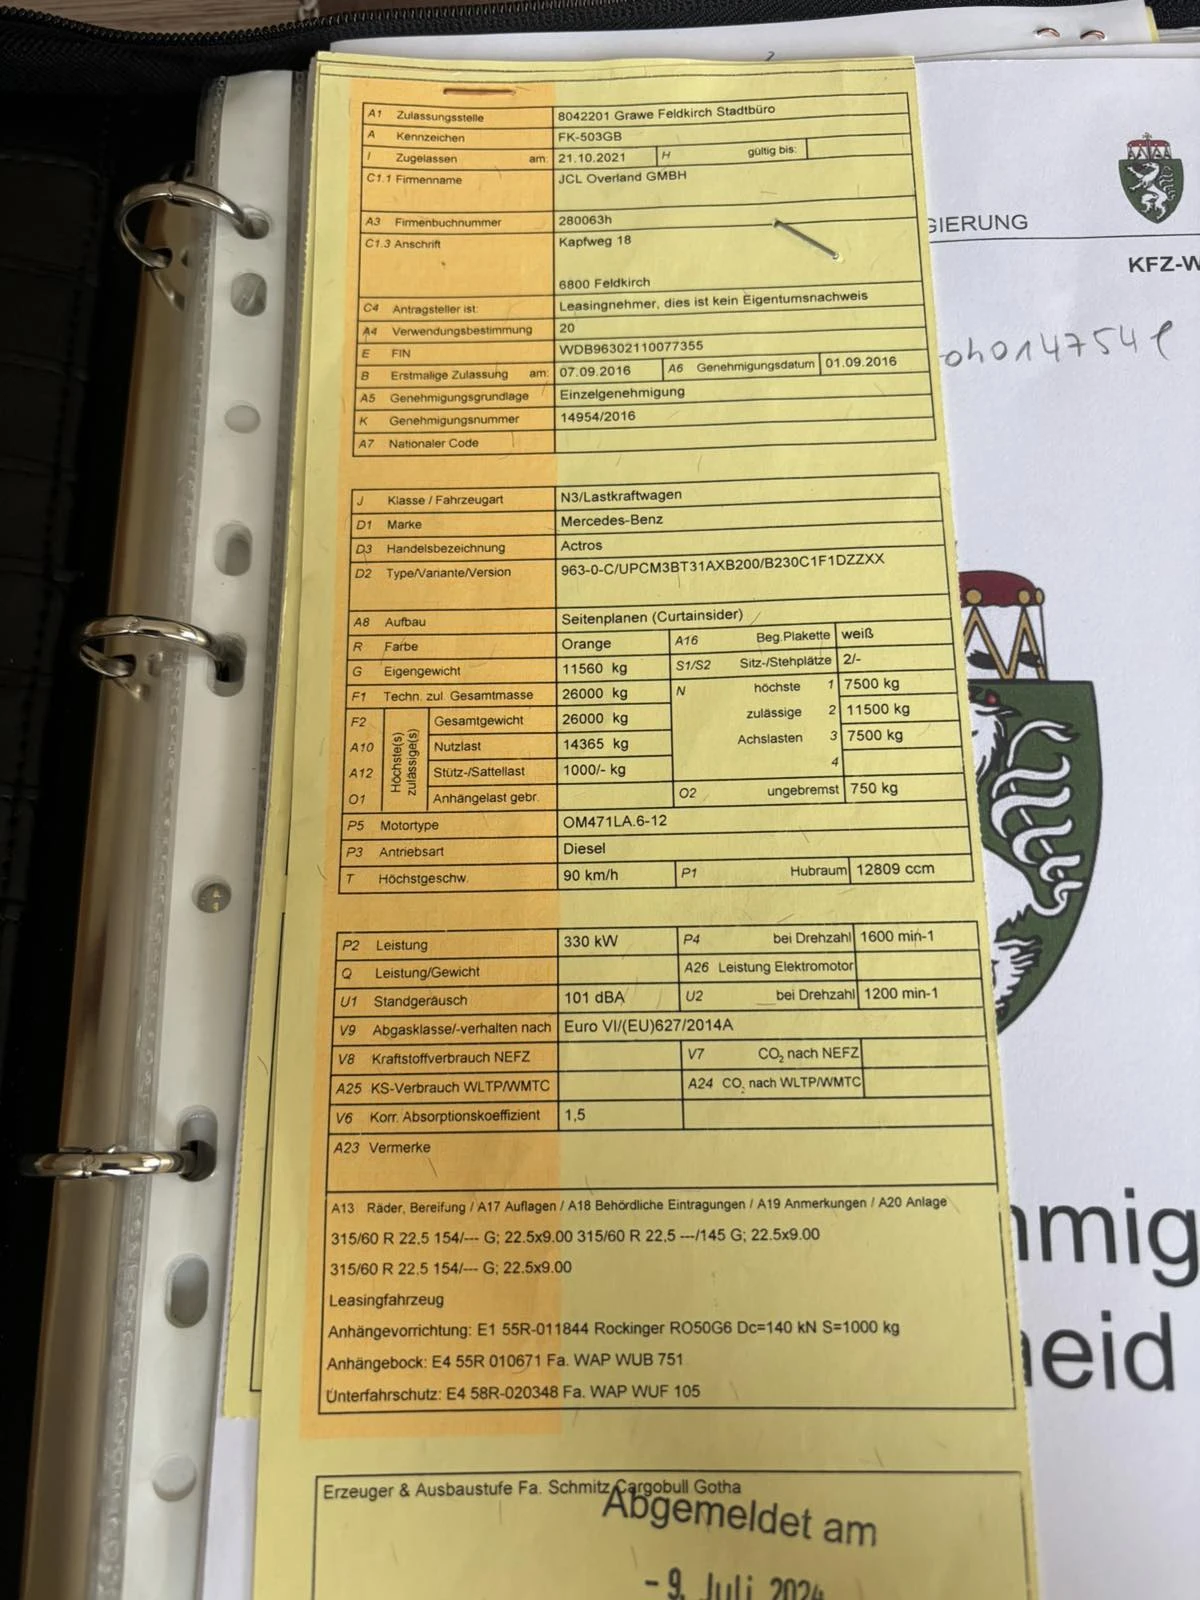 A1 Zulassungsstelle 8042201 Grawe Feldkirch Stadtbüro
A Kennzeichen FK-503GB
I Zugelassen am: 21.10.2021 H gültig bis:
C1.1 Firmenname JCL Overland GMBH
A3 Firmenbuchnummer 280063h
C1.3 Anschrift Kapfweg 18
6800 Feldkirch
C4 Antragsteller ist: Leasingnehmer, dies ist kein Eigentumsnachweis
A4 Verwendungsbestimmung 20
E FIN WDB96302110077355
B Erstmalige Zulassung am: 07.09.2016 A6 Genehmigungsdatum 01.09.2016
A5 Genehmigungsgrundlage Einzelgenehmigung
K Genehmigungsnummer 14954/2016
A7 Nationaler Code
J Klasse / Fahrzeugart N3/Lastkraftwagen
D1 Marke Mercedes-Benz
D3 Handelsbezeichnung Actros
D2 Type/Variante/Version 963-0-C/UPCM3BT31AXB200/B230C1F1DZZXX
A8 Aufbau Seitenplanen (Curtainsider)
R Farbe Orange A16 Beg.Plakette weiß
G Eigengewicht 11560 kg S1/S2 Sitz-/Stehplätze 2/-
F1 Techn. zul. Gesamtmasse 26000 kg N höchste 1 7500 kg
F2 Höchste(s) zulässige(s) Gesamtgewicht 26000 kg zulässige 2 11500 kg
A10 Nutzlast 14365 kg Achslasten 3 7500 kg
A12 Stütz-/Sattellast 1000/- kg 4
O1 Anhängelast gebr. O2 ungebremst 750 kg
P5 Motortype OM471LA.6-12
P3 Antriebsart Diesel
T Höchstgeschw. 90 km/h P1 Hubraum 12809 ccm
P2 Leistung 330 kW P4 bei Drehzahl 1600 min-1
Q Leistung/Gewicht A26 Leistung Elektromotor
U1 Standgeräusch 101 dBA U2 bei Drehzahl 1200 min-1
V9 Abgasklasse/-verhalten nach Euro VI/(EU)627/2014A
V8 Kraftstoffverbrauch NEFZ V7 CO2 nach NEFZ
A25 KS-Verbrauch WLTP/WMTC A24 CO2 nach WLTP/WMTC
V6 Korr. Absorptionskoeffizient 1,5
A23 Vermerke
A13 Räder, Bereifung / A17 Auflagen / A18 Behördliche Eintragungen / A19 Anmerkungen / A20 Anlage
315/60 R 22,5 154/--- G; 22.5x9.00 315/60 R 22,5 ---/145 G; 22.5x9.00
315/60 R 22,5 154/--- G; 22.5x9.00
Leasingfahrzeug
Anhängevorrichtung: E1 55R-011844 Rockinger RO50G6 Dc=140 kN S=1000 kg
Anhängebock: E4 55R 010671 Fa. WAP WUB 751
Unterfahrschutz: E4 58R-020348 Fa. WAP WUF 105
Erzeuger & Ausbaustufe Fa. Schmitz Cargobull Gotha
Abgemeldet am
- 9. Juli 2024
GIERUNG
KFZ-W
nmig
eid